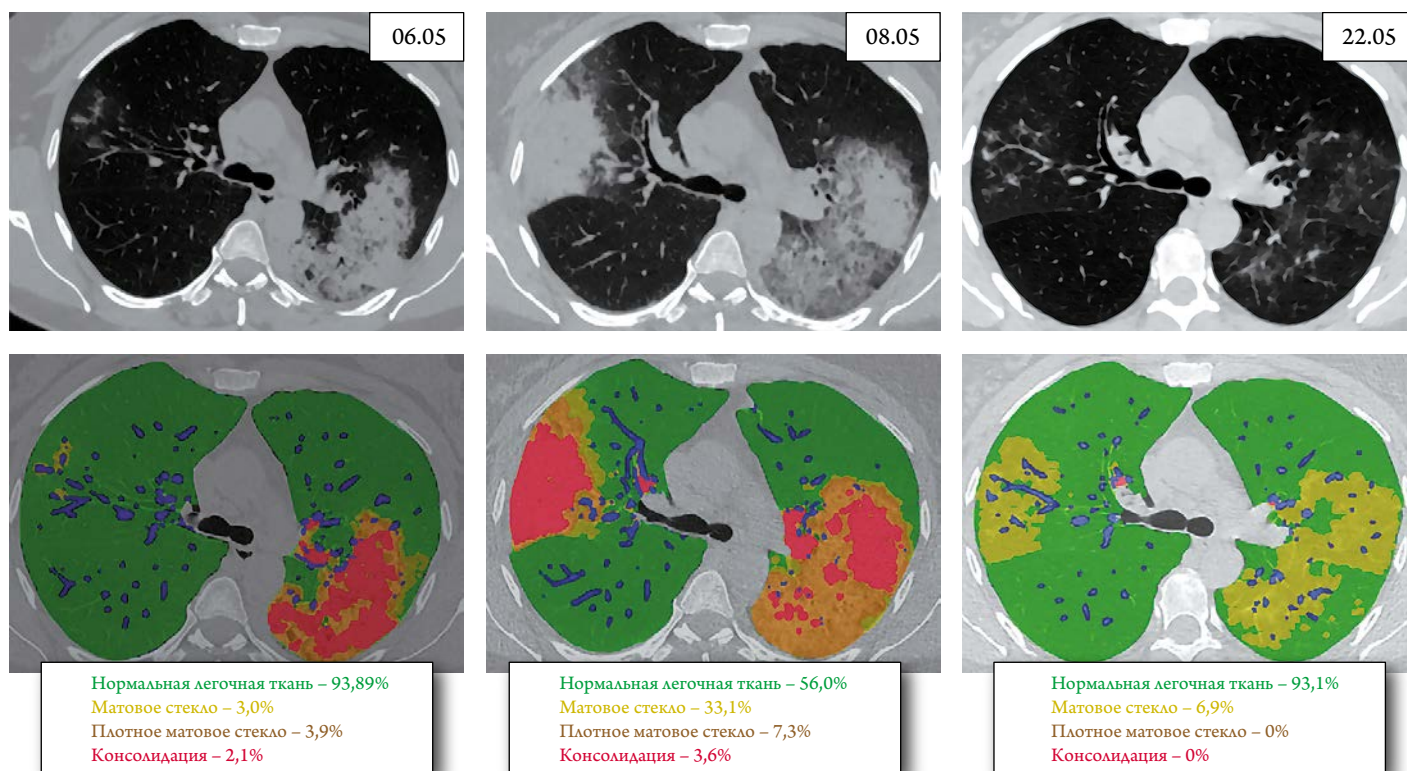 06.05
08.05
22.05
Нормальная легочная ткань – 93,89%
Матовое стекло – 3,0%
Плотное матовое стекло – 3,9%
Консолидация – 2,1%
Нормальная легочная ткань – 56,0%
Матовое стекло – 33,1%
Плотное матовое стекло – 7,3%
Консолидация – 3,6%
Нормальная легочная ткань – 93,1%
Матовое стекло – 6,9%
Плотное матовое стекло – 0%
Консолидация – 0%